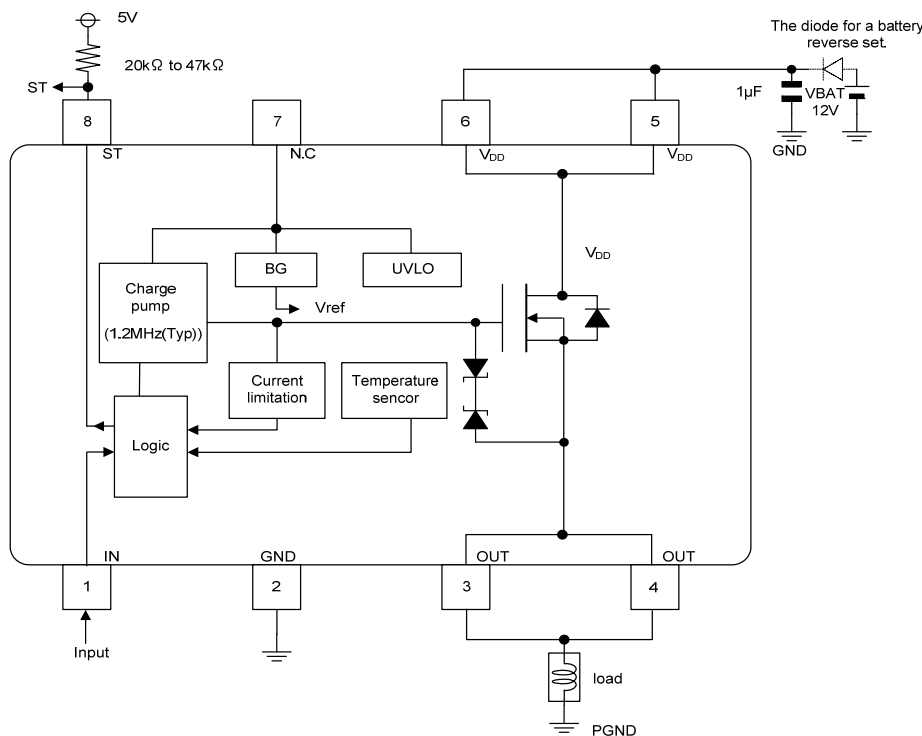 5V
The diode for a battery
reverse set.
20kΩ to 47kΩ
ST
1μF
VBAT
12V
8
7
6
5
GND
ST
N.C
VDD
VDD
VDD
BG
UVLO
Charge
pump
(1.2MHz(Typ))
Vref
Current
limitation
Temperature
sencor
Logic
IN
GND
OUT
OUT
1
2
3
4
Input
load
PGND